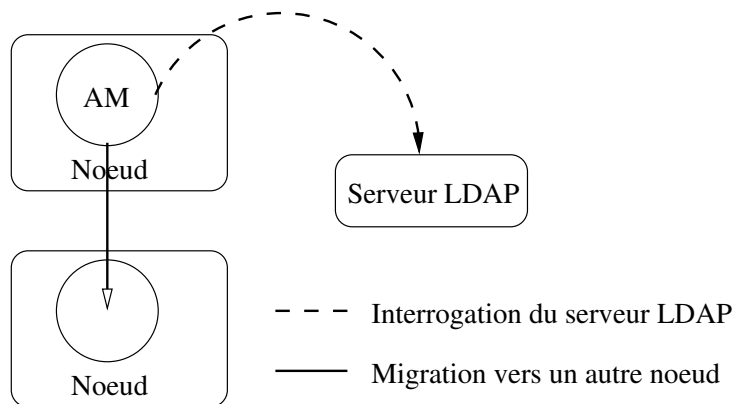 AM
Noeud
Serveur LDAP
Noeud
Interrogation du serveur LDAP
Migration vers un autre noeud